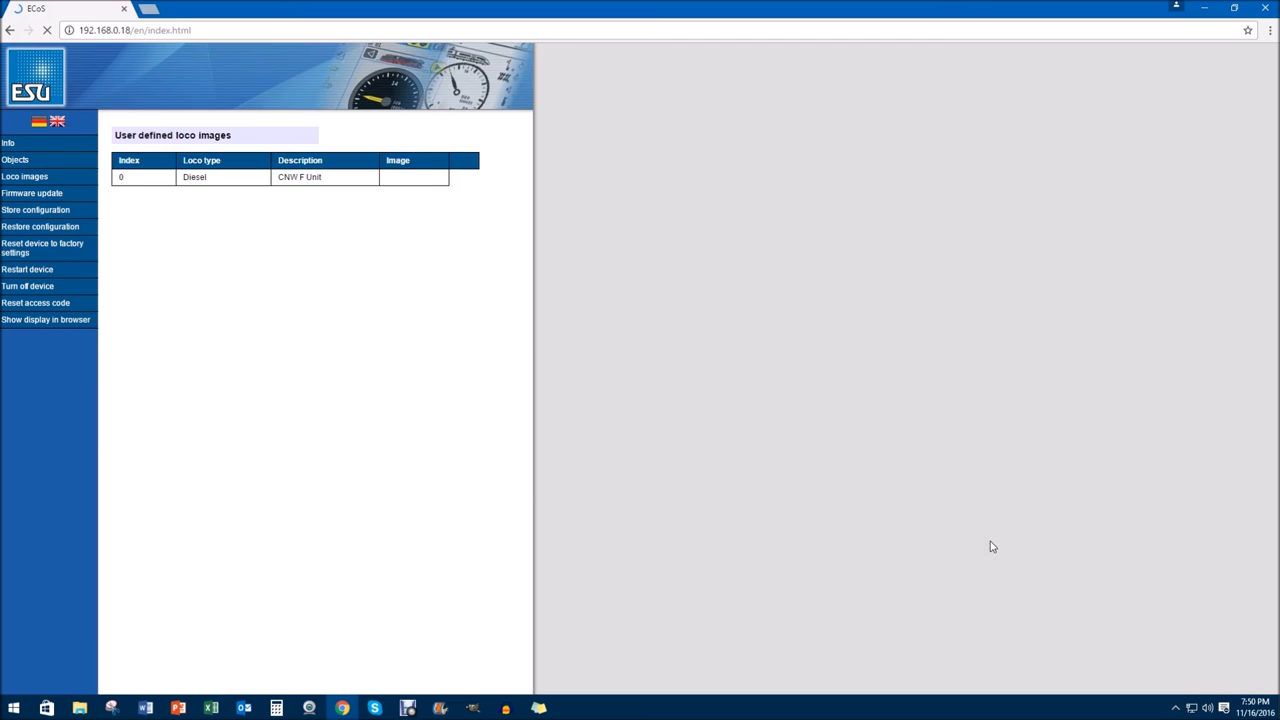 ECoS
192.168.0.18/en/index.html
ESU
Info
Objects
Loco images
Firmware update
Store configuration
Restore configuration
Reset device to factory
settings
Restart device
Turn off device
Reset access code
Show display in browser
User defined loco images
Index Loco type Description Image
0 Diesel CNW F Unit
7:50 PM
11/16/2016